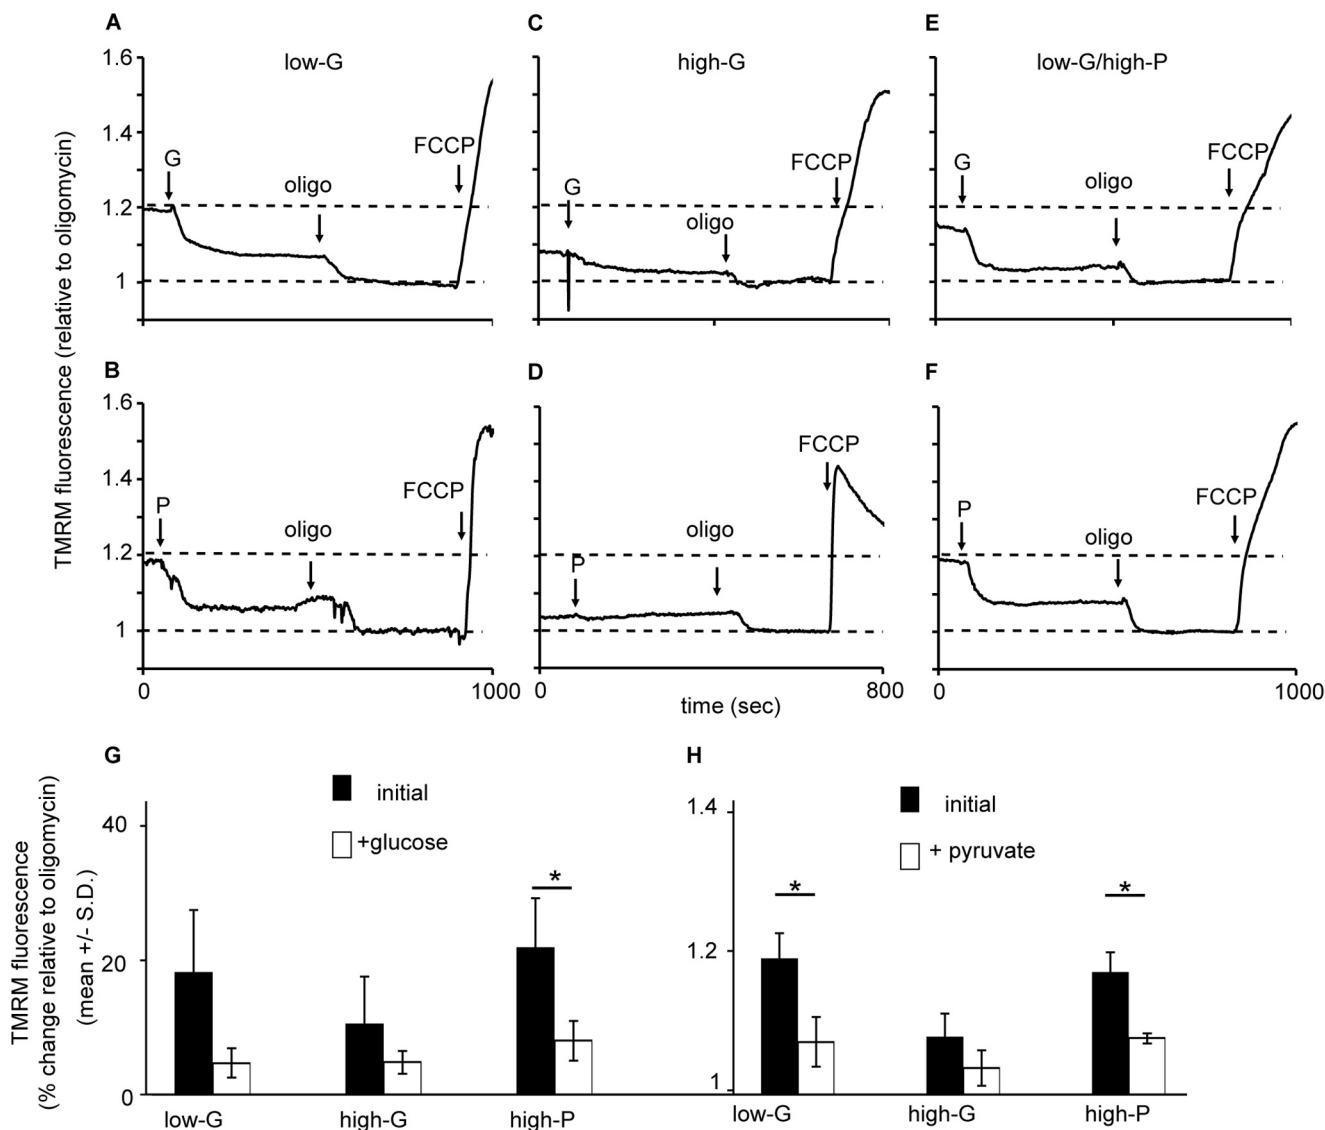 A
C
E
low-G
high-G
low-G/high-P
1.6
1.4
1.2
1
G
oligo
FCCP
G
oligo
FCCP
G
oligo
FCCP
TMRM fluorescence (relative to oligomycin)
B
D
F
1.6
1.4
1.2
1
P
oligo
FCCP
P
oligo
FCCP
P
oligo
FCCP
0
1000
0
800
0
1000
time (sec)
G
H
TMRM fluorescence
(% change relative to oligomycin)
(mean +/- S.D.)
40
20
0
initial
+glucose
*
low-G
high-G
high-P
1.4
1.2
1
initial
+ pyruvate
*
*
low-G
high-G
high-P